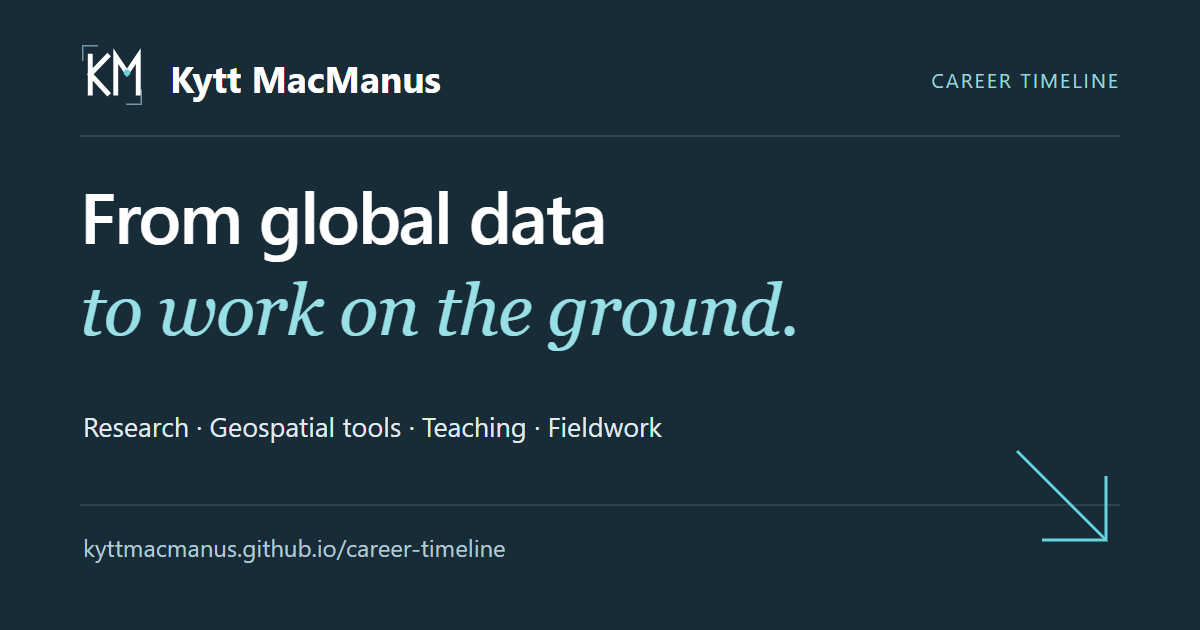 KM
Kytt MacManus
CAREER TIMELINE
From global data
to work on the ground.
Research · Geospatial tools · Teaching · Fieldwork
kyttmacmanus.github.io/career-timeline